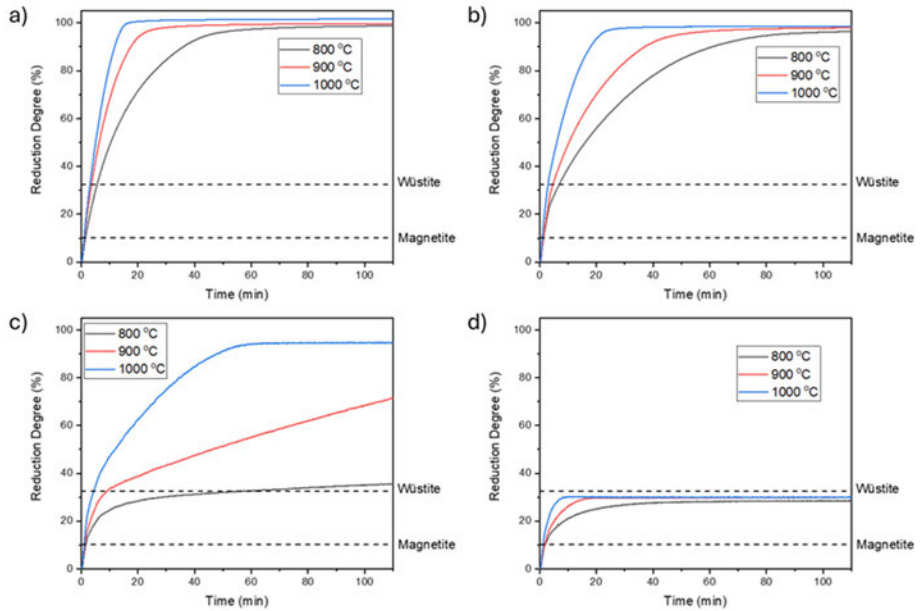 a)
Reduction Degree (%)
100
80
60
40
20
0
800 °C
900 °C
1000 °C
Wüstite
Magnetite
0 20 40 60 80 100
Time (min)
b)
Reduction Degree (%)
100
80
60
40
20
0
800 °C
900 °C
1000 °C
Wüstite
Magnetite
0 20 40 60 80 100
Time (min)
c)
Reduction Degree (%)
100
80
60
40
20
0
800 °C
900 °C
1000 °C
Wüstite
Magnetite
0 20 40 60 80 100
Time (min)
d)
Reduction Degree (%)
100
80
60
40
20
0
800 °C
900 °C
1000 °C
Wüstite
Magnetite
0 20 40 60 80 100
Time (min)